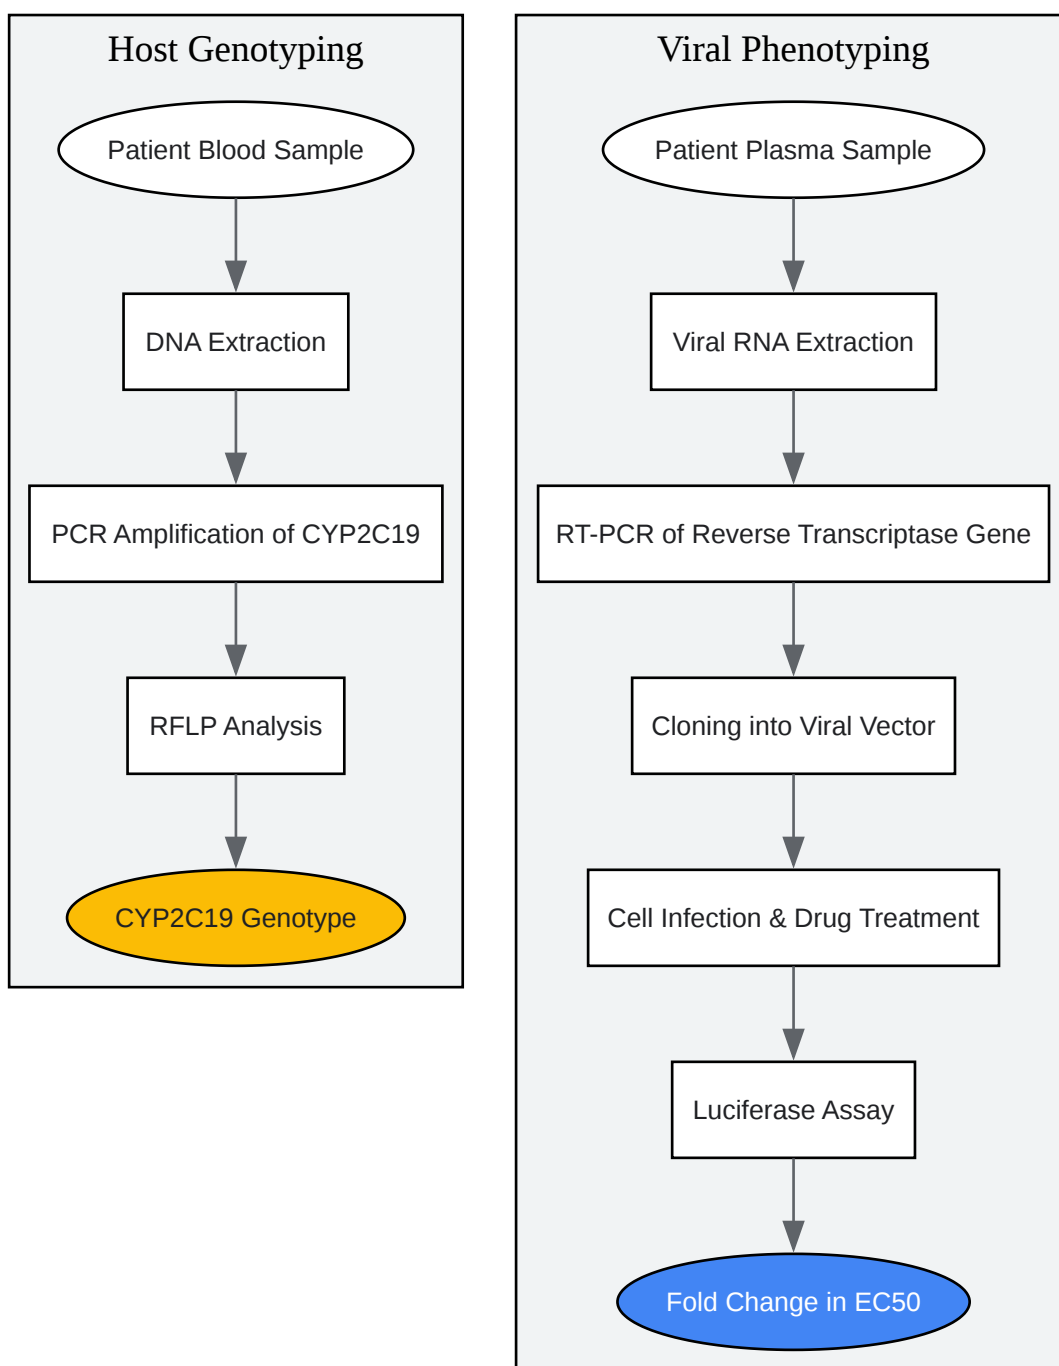 Host Genotyping
Patient Blood Sample
DNA Extraction
PCR Amplification of CYP2C19
RFLP Analysis
CYP2C19 Genotype
Viral Phenotyping
Patient Plasma Sample
Viral RNA Extraction
RT-PCR of Reverse Transcriptase Gene
Cloning into Viral Vector
Cell Infection & Drug Treatment
Luciferase Assay
Fold Change in EC50